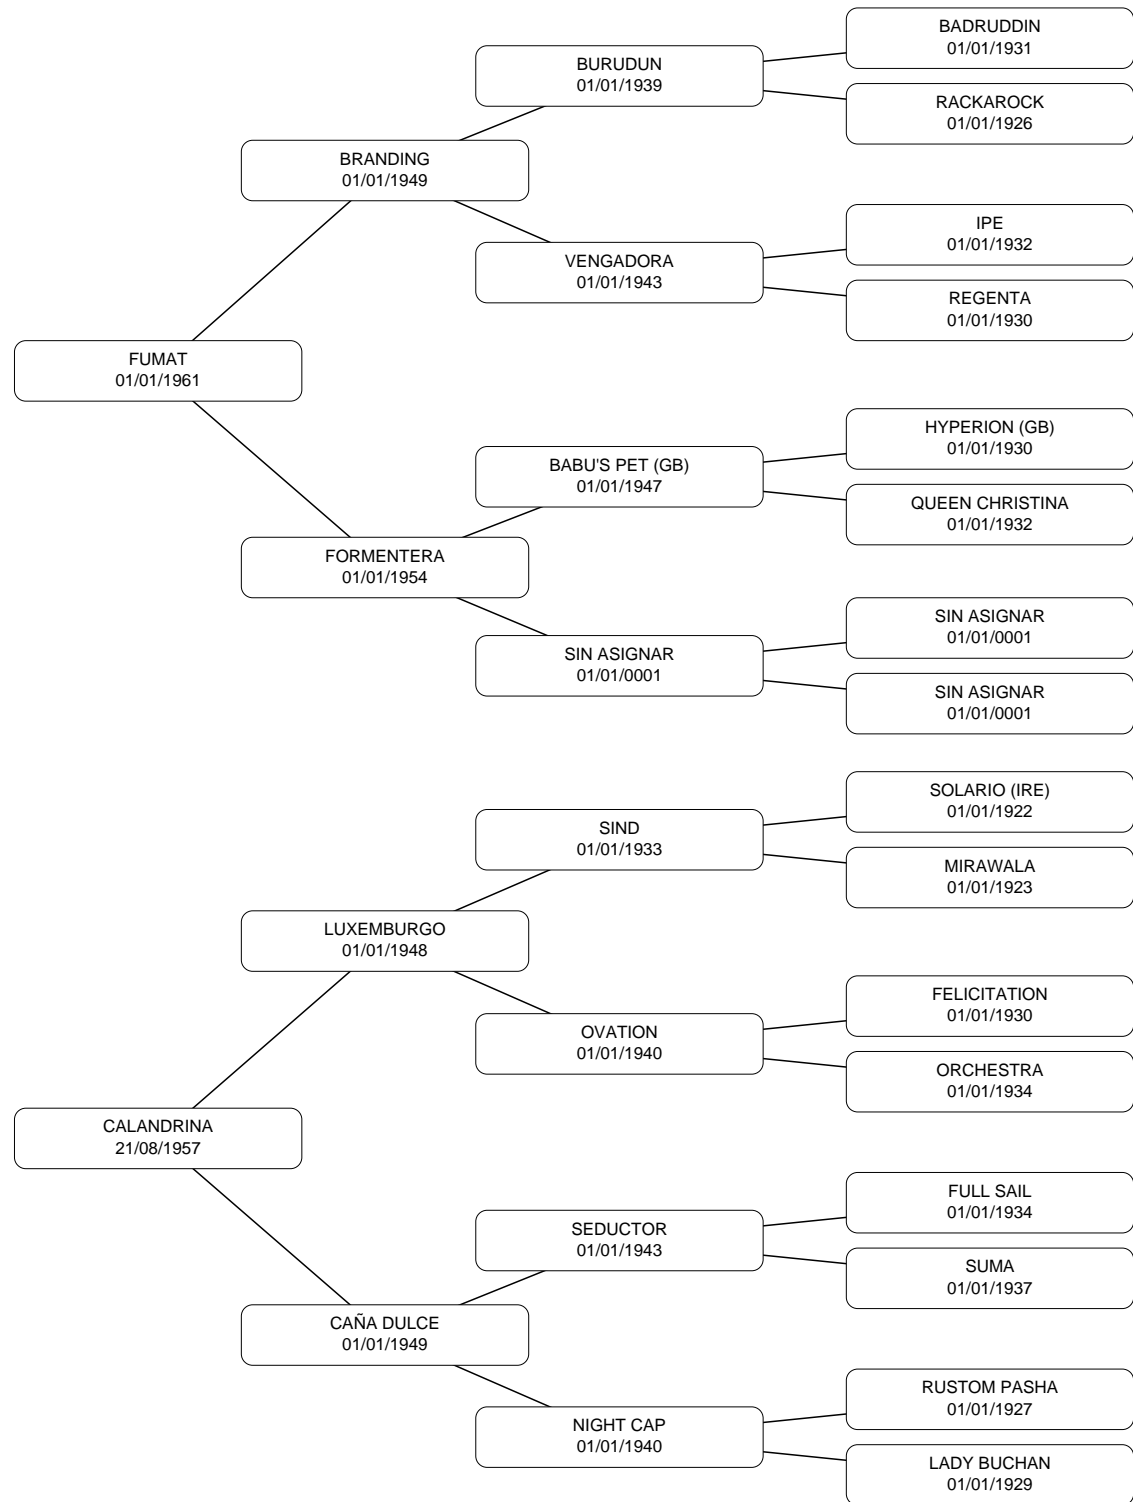 BADRUDDIN
01/01/1931
BURUDUN
01/01/1939
RACKAROCK
01/01/1926
BRANDING
01/01/1949
IPE
01/01/1932
VENGADORA
01/01/1943
REGENTA
01/01/1930
FUMAT
01/01/1961
HYPERION (GB)
01/01/1930
BABU'S PET (GB)
01/01/1947
QUEEN CHRISTINA
01/01/1932
FORMENTERA
01/01/1954
SIN ASIGNAR
01/01/0001
SIN ASIGNAR
01/01/0001
SIN ASIGNAR
01/01/0001
SOLARIO (IRE)
01/01/1922
SIND
01/01/1933
MIRAWALA
01/01/1923
LUXEMBURGO
01/01/1948
FELICITATION
01/01/1930
OVATION
01/01/1940
ORCHESTRA
01/01/1934
CALANDRINA
21/08/1957
FULL SAIL
01/01/1934
SEDUCTOR
01/01/1943
SUMA
01/01/1937
CAÑA DULCE
01/01/1949
RUSTOM PASHA
01/01/1927
NIGHT CAP
01/01/1940
LADY BUCHAN
01/01/1929